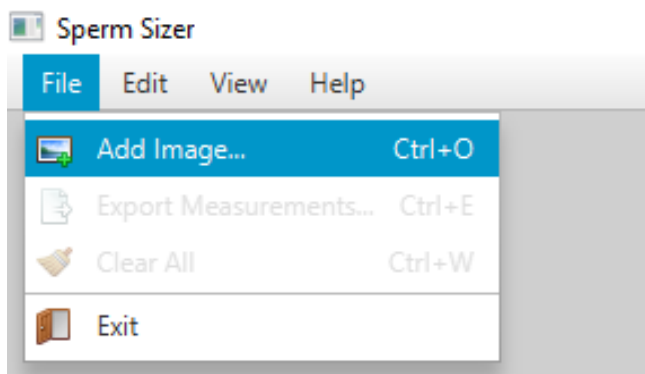 Sperm Sizer
File Edit View Help
Add Image... Ctrl+O
Export Measurements... Ctrl+E
Clear All Ctrl+W
Exit